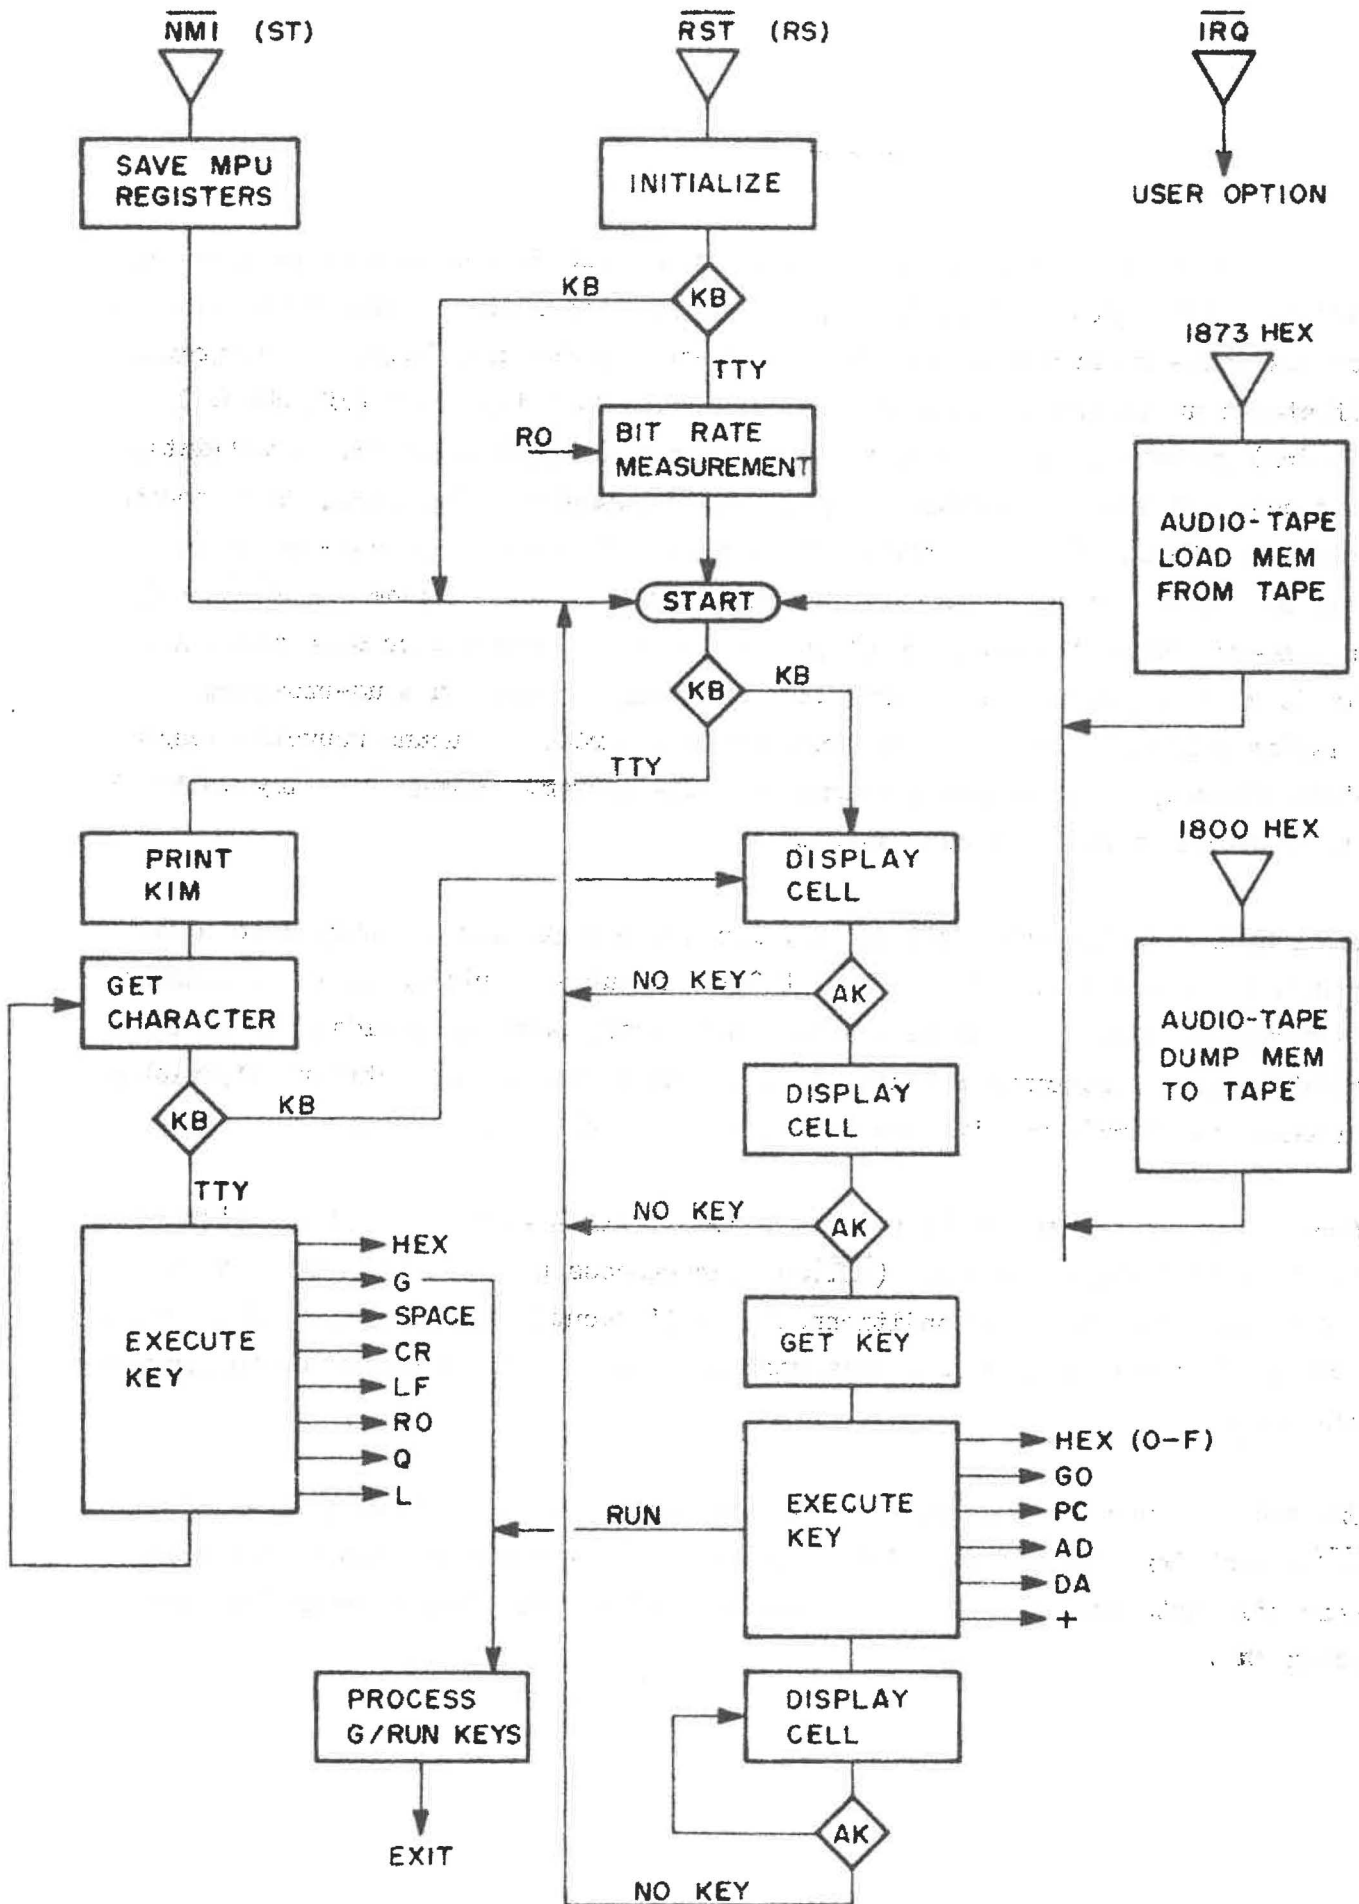 NMI (ST)
RST (RS)
IRQ
SAVE MPU
REGISTERS
INITIALIZE
USER OPTION
KB
KB
TTY
1873 HEX
RO
BIT RATE
MEASUREMENT
AUDIO-TAPE
LOAD MEM
FROM TAPE
START
KB
KB
TTY
1800 HEX
PRINT
KIM
DISPLAY
CELL
GET
CHARACTER
NO KEY
AK
AUDIO-TAPE
DUMP MEM
TO TAPE
KB
KB
DISPLAY
CELL
TTY
NO KEY
AK
EXECUTE
KEY
HEX
G
SPACE
CR
LF
RO
Q
L
GET KEY
RUN
EXECUTE
KEY
HEX (0-F)
GO
PC
AD
DA
+
PROCESS
G/RUN KEYS
DISPLAY
CELL
EXIT
AK
NO KEY